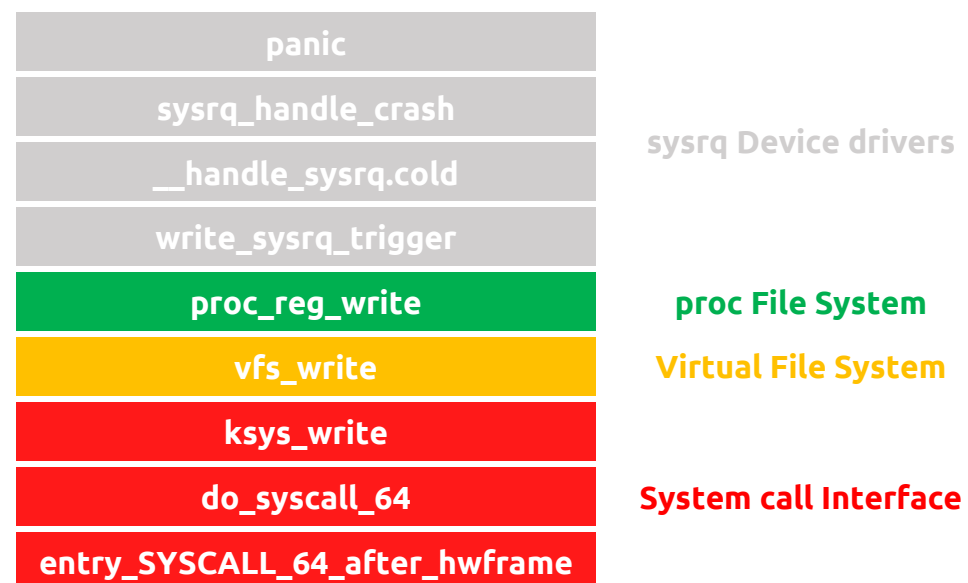 panic
sysrq_handle_crash
sysrq Device drivers
__handle_sysrq.cold
write_sysrq_trigger
proc_reg_write
proc File System
vfs_write
Virtual File System
ksys_write
do_syscall_64
System call Interface
entry_SYSCALL_64_after_hwframe